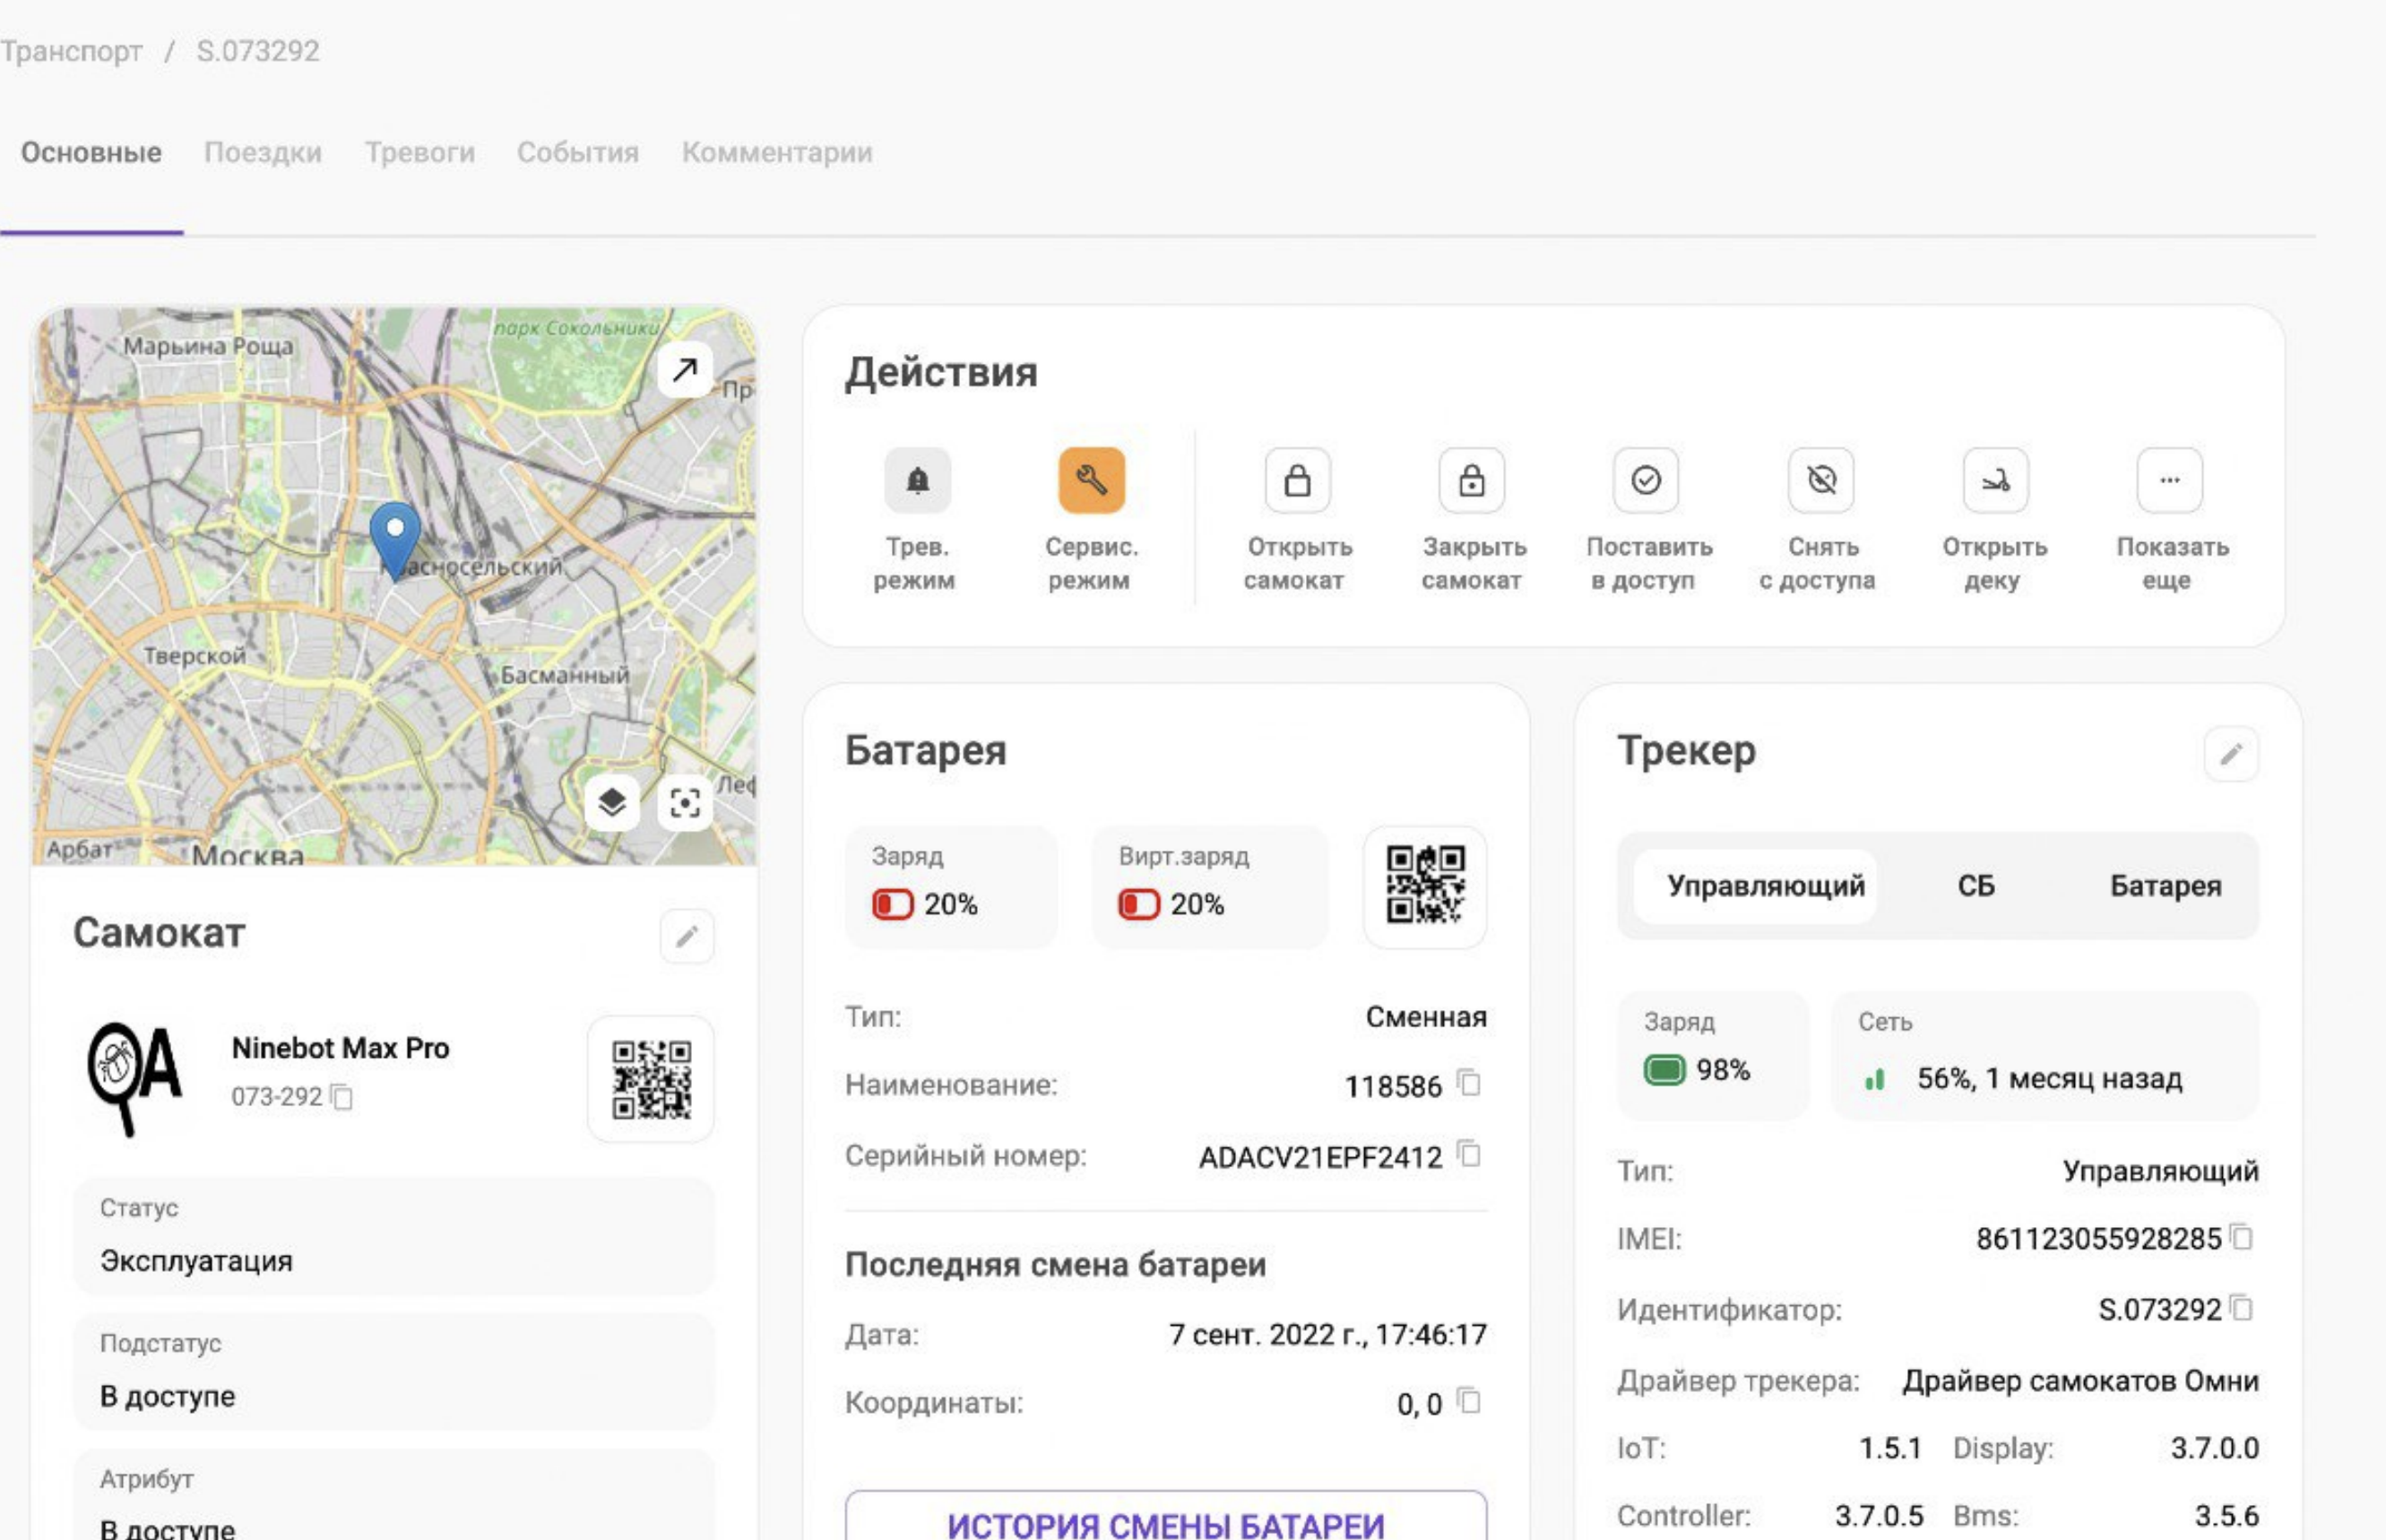 Транспорт / S.073292
Основные Поездки Тревоги События Комментарии
парк Сокольники
Марьина Роща
Пр
Красносельский
Тверской
Басманный
Леф
Арбат
Москва
Действия
Трев. режим
Сервис. режим
Открыть самокат
Закрыть самокат
Поставить в доступ
Снять с доступа
Открыть деку
Показать еще
Самокат
QA
Ninebot Max Pro
073-292
Статус
Эксплуатация
Подстатус
В доступе
Атрибут
В доступе
Батарея
Заряд
20%
Вирт.заряд
20%
Тип: Сменная
Наименование: 118586
Серийный номер: ADACV21EPF2412
Последняя смена батареи
Дата: 7 сент. 2022 г., 17:46:17
Координаты: 0, 0
ИСТОРИЯ СМЕНЫ БАТАРЕИ
Трекер
Управляющий СБ Батарея
Заряд
98%
Сеть
56%, 1 месяц назад
Тип: Управляющий
IMEI: 861123055928285
Идентификатор: S.073292
Драйвер трекера: Драйвер самокатов Омни
IoT: 1.5.1 Display: 3.7.0.0
Controller: 3.7.0.5 Bms: 3.5.6